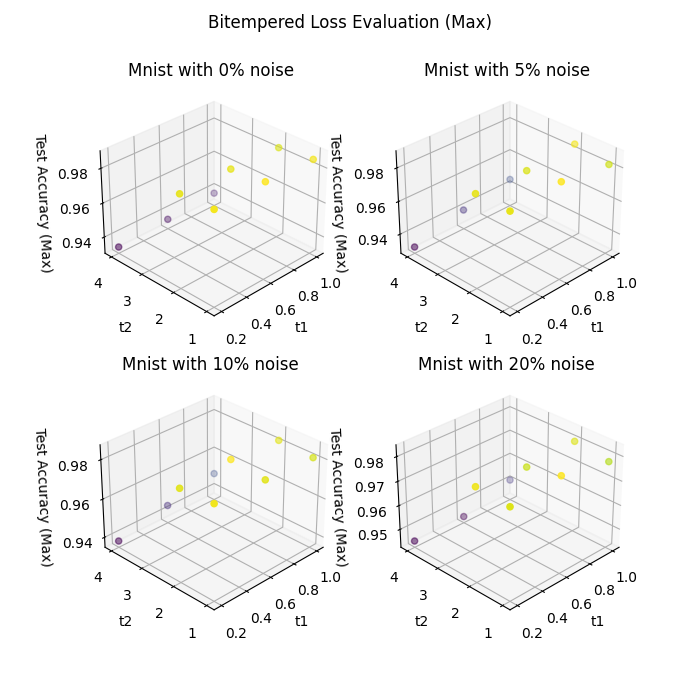 Bitempered Loss Evaluation (Max)
Mnist with 0% noise
Test Accuracy (Max)
0.98
0.96
0.94
4
3
2
1
t2
0.2
0.4
0.6
0.8
1.0
t1
Mnist with 5% noise
Test Accuracy (Max)
0.98
0.96
0.94
4
3
2
1
t2
0.2
0.4
0.6
0.8
1.0
t1
Mnist with 10% noise
Test Accuracy (Max)
0.98
0.96
0.94
4
3
2
1
t2
0.2
0.4
0.6
0.8
1.0
t1
Mnist with 20% noise
Test Accuracy (Max)
0.98
0.97
0.96
0.95
4
3
2
1
t2
0.2
0.4
0.6
0.8
1.0
t1